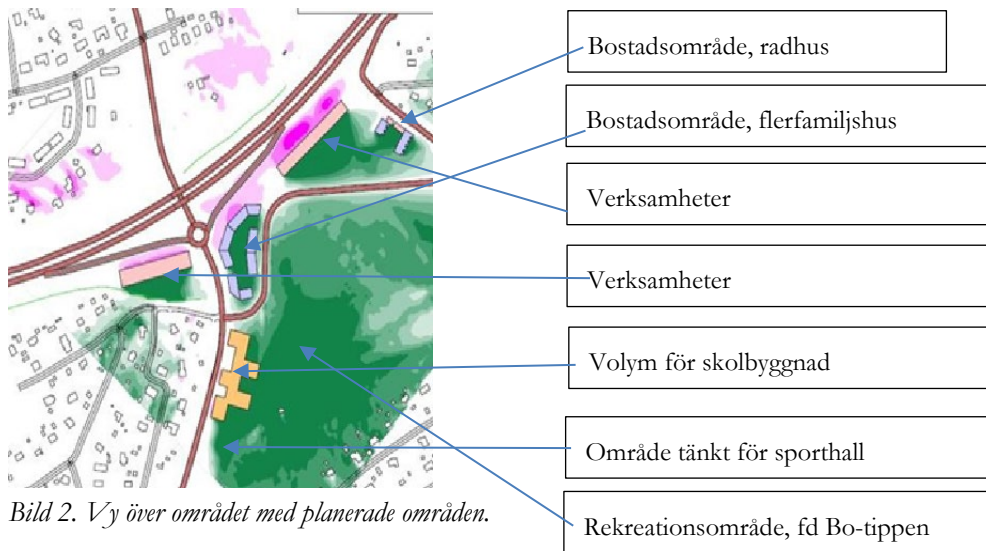 Bostadsområde, radhus
Bostadsområde, flerfamiljshus
Verksamheter
Verksamheter
Volym för skolbyggnad
Område tänkt för sporthall
Rekreationsområde, fd Bo-tippen
Bild 2. Vy över området med planerade områden.